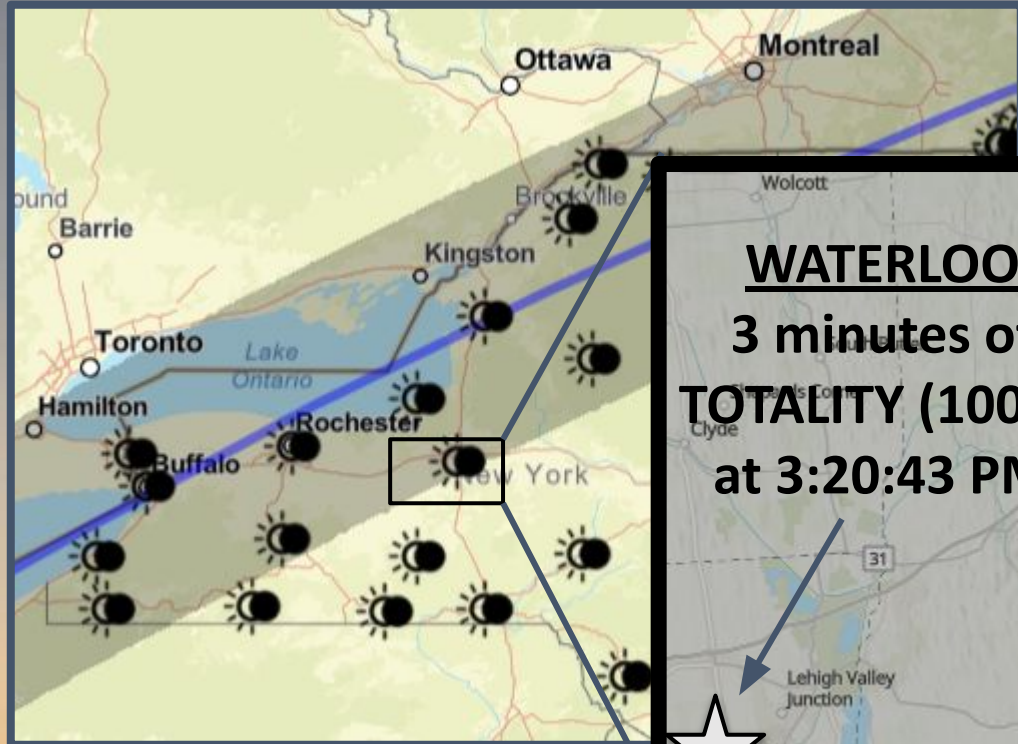 Ottawa
Montreal
ound
Barrie
Brockville
Kingston
Toronto
Lake
Ontario
Hamilton
Rochester
Buffalo
New York
Wolcott
WATERLOO
3 minutes of
TOTALITY (100
at 3:20:43 PM
Clyde
31
Lehigh Valley
Junction